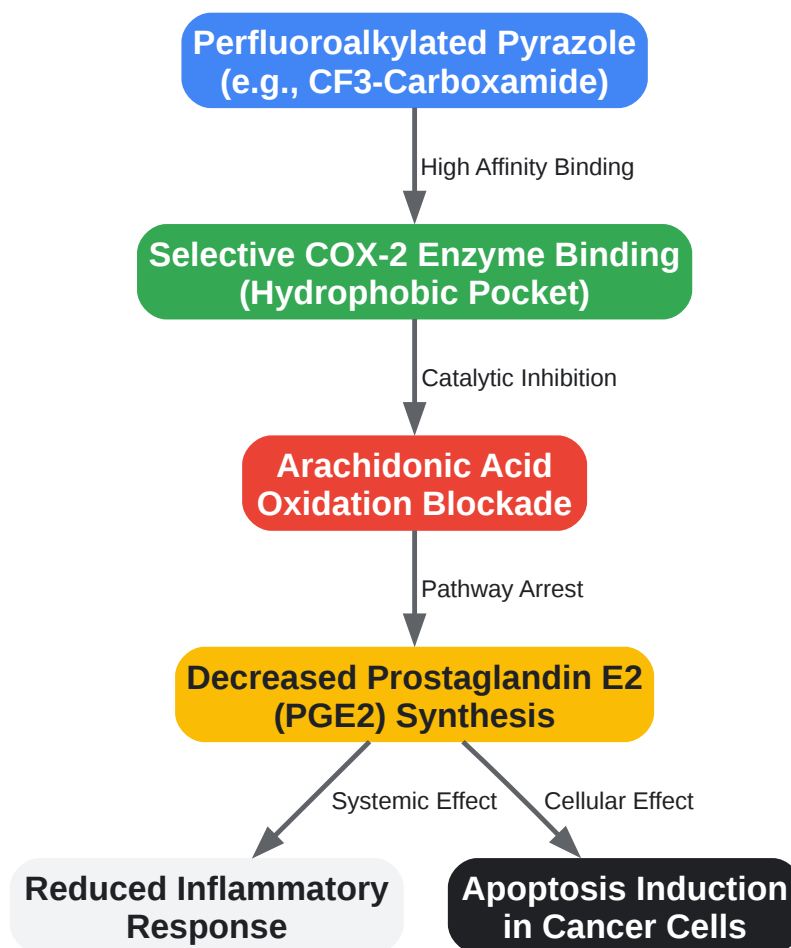 Perfluoroalkylated Pyrazole
(e.g., CF3-Carboxamide)
High Affinity Binding
Selective COX-2 Enzyme Binding
(Hydrophobic Pocket)
Catalytic Inhibition
Arachidonic Acid
Oxidation Blockade
Pathway Arrest
Decreased Prostaglandin E2
(PGE2) Synthesis
Systemic Effect
Cellular Effect
Reduced Inflammatory
Response
Apoptosis Induction
in Cancer Cells